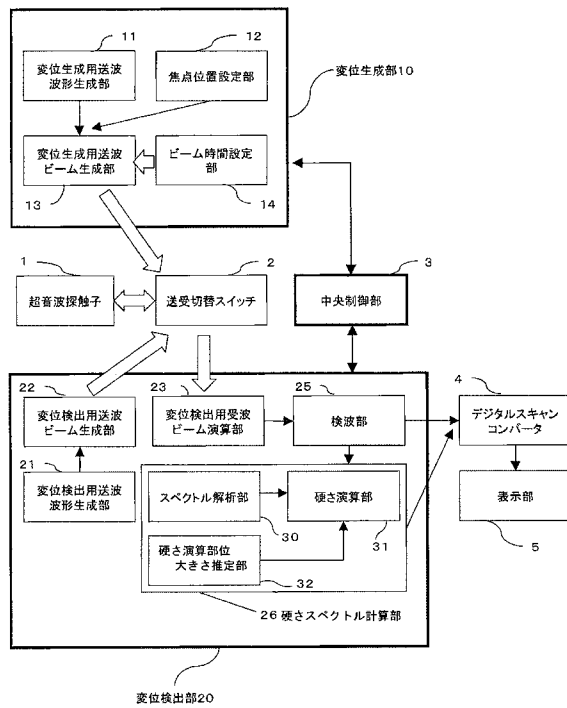 11
12
変位生成用送波
波形生成部
焦点位置設定部
変位生成部10
変位生成用送波
ビーム生成部
ビーム時間設定
部
13
14
1
2
3
超音波探触子
送受切替スイッチ
中央制御部
22
23
25
4
変位検出用送波
ビーム生成部
変位検出用受波
ビーム演算部
検波部
デジタルスキャン
コンバータ
21
変位検出用送波
波形生成部
スペクトル解析部
硬さ演算部
表示部
30
31
5
硬さ演算部位
大きさ推定部
32
26 硬さスペクトル計算部
変位検出部20